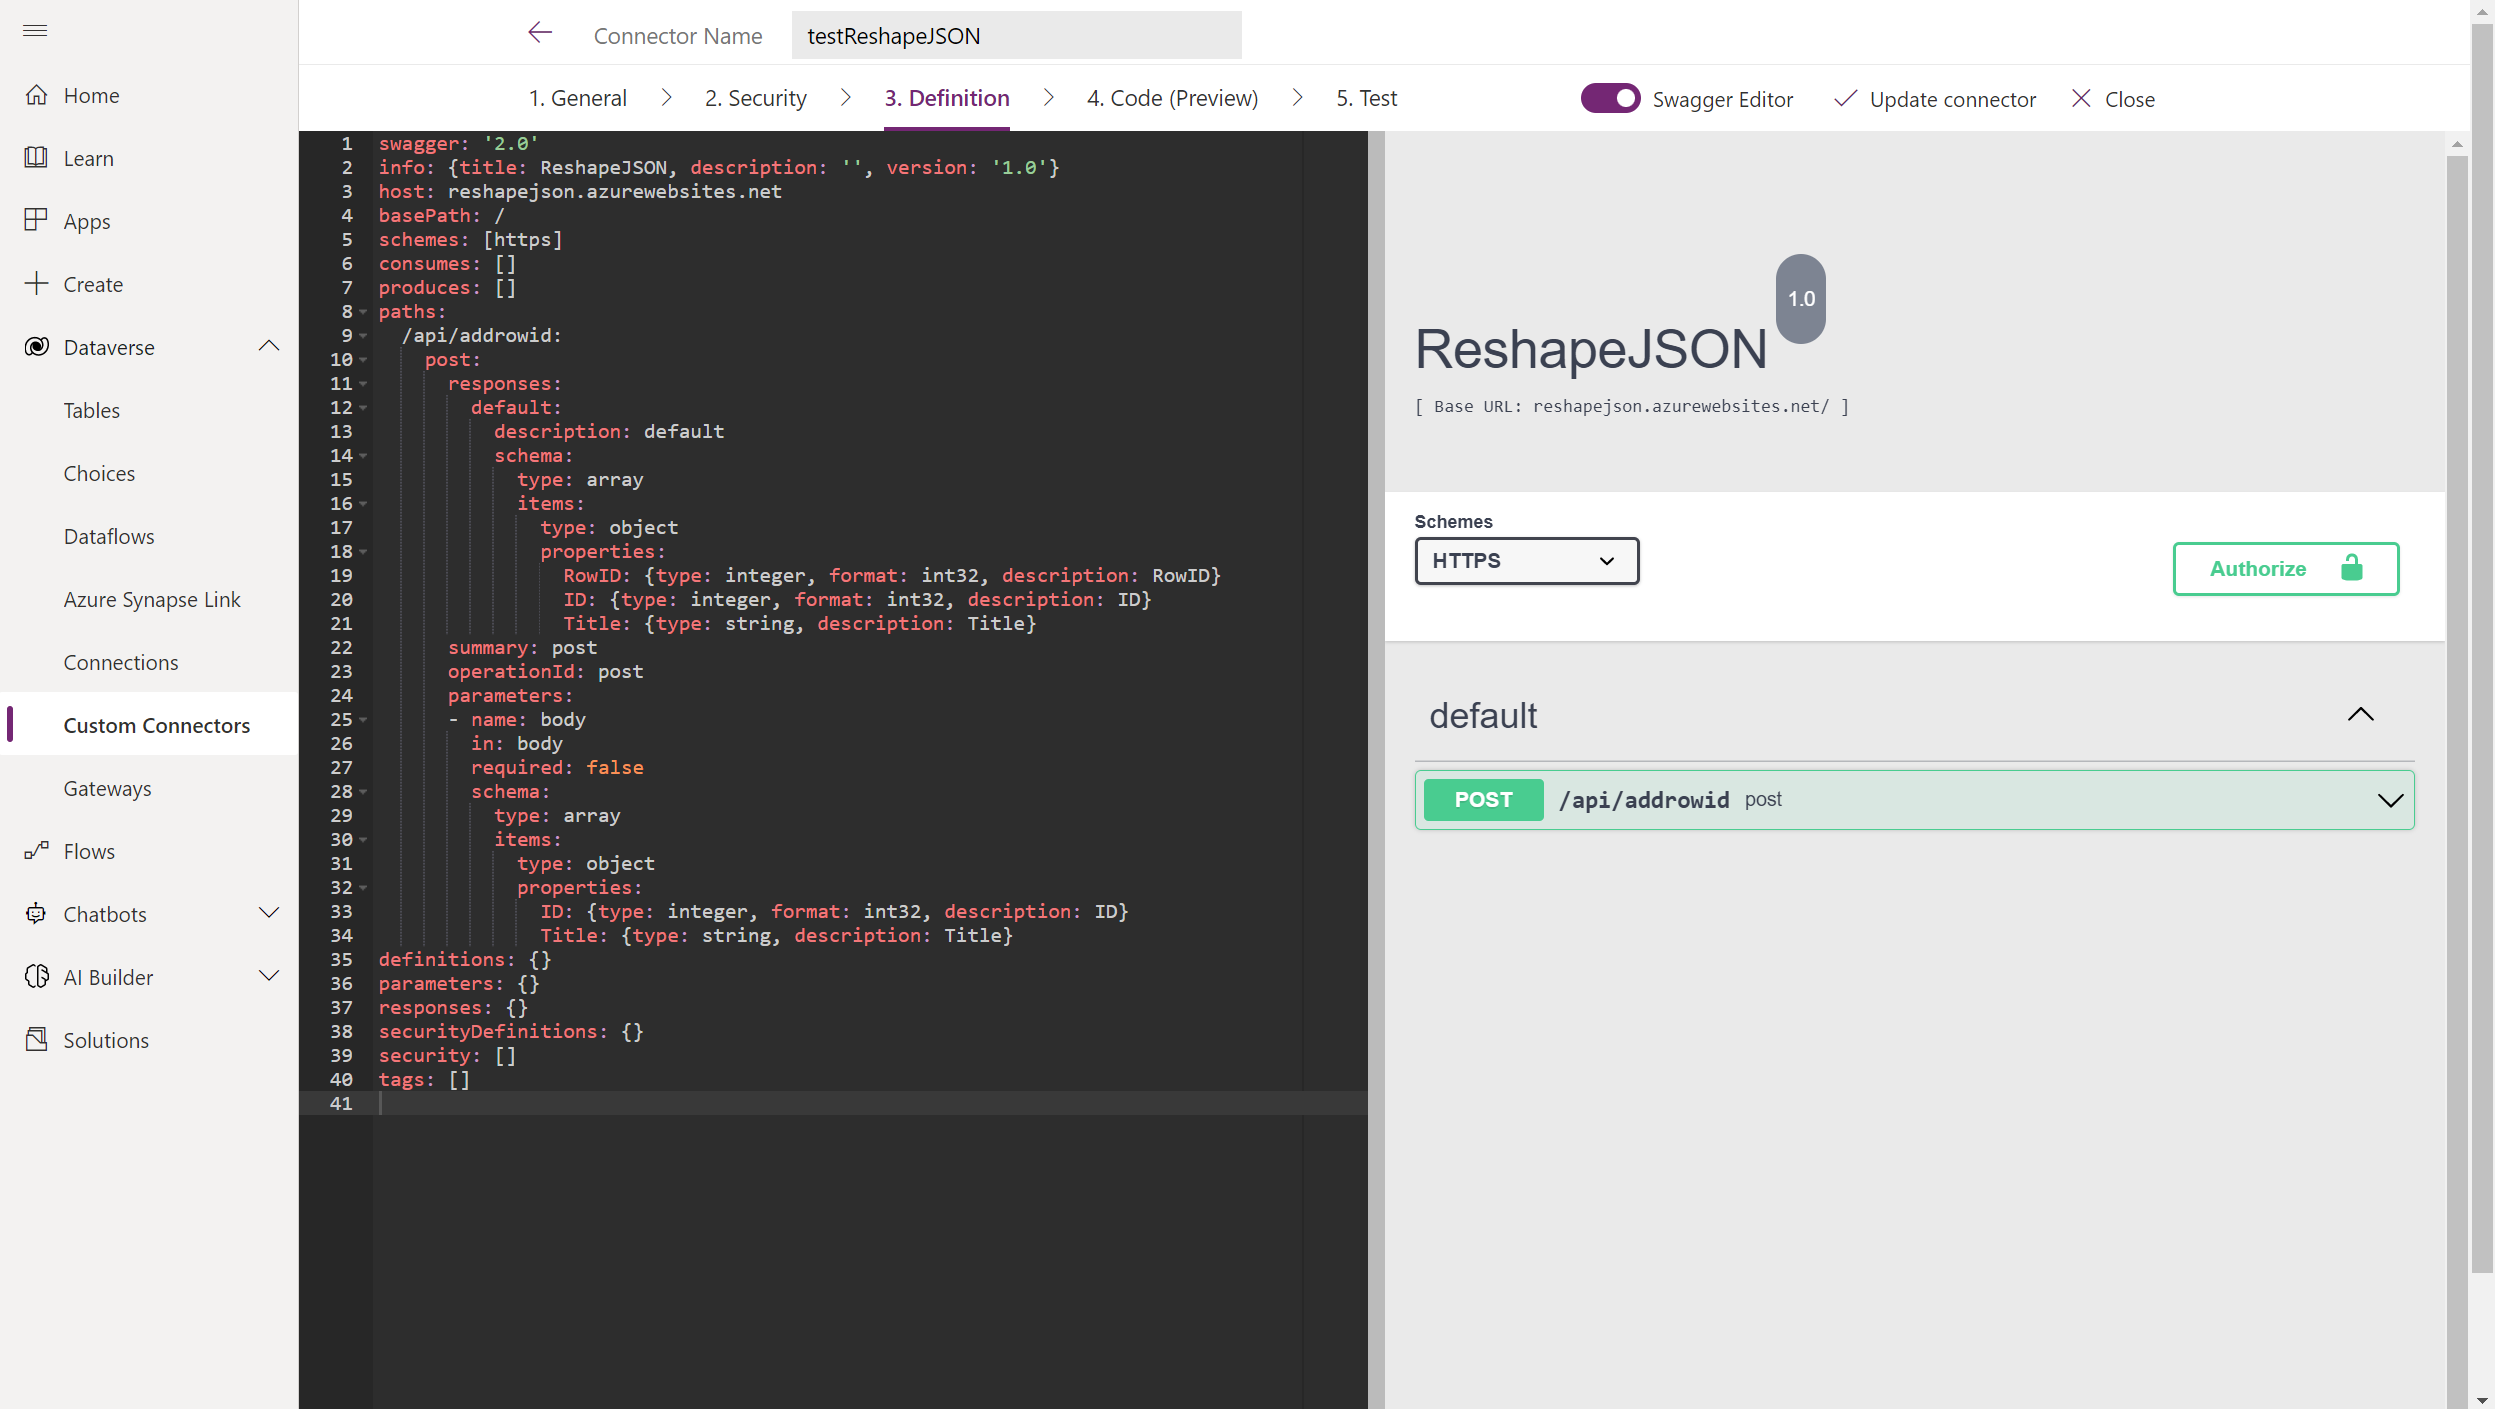 Connector Name
testReshapeJSON
1. General
2. Security
3. Definition
4. Code (Preview)
5. Test
Swagger Editor
Update connector
Close
Home
Learn
Apps
Create
Dataverse
Tables
Choices
Dataflows
Azure Synapse Link
Connections
Custom Connectors
Gateways
Flows
Chatbots
AI Builder
Solutions
1 swagger: '2.0'
2 info: {title: ReshapeJSON, description: '', version: '1.0'}
3 host: reshapejson.azurewebsites.net
4 basePath: /
5 schemes: [https]
6 consumes: []
7 produces: []
8 paths:
9 /api/addrowid:
10 post:
11 responses:
12 default:
13 description: default
14 schema:
15 type: array
16 items:
17 type: object
18 properties:
19 RowID: {type: integer, format: int32, description: RowID}
20 ID: {type: integer, format: int32, description: ID}
21 Title: {type: string, description: Title}
22 summary: post
23 operationId: post
24 parameters:
25 - name: body
26 in: body
27 required: false
28 schema:
29 type: array
30 items:
31 type: object
32 properties:
33 ID: {type: integer, format: int32, description: ID}
34 Title: {type: string, description: Title}
35 definitions: {}
36 parameters: {}
37 responses: {}
38 securityDefinitions: {}
39 security: []
40 tags: []
41
1.0
ReshapeJSON
[ Base URL: reshapejson.azurewebsites.net/ ]
Schemes
HTTPS
Authorize
default
POST /api/addrowid post